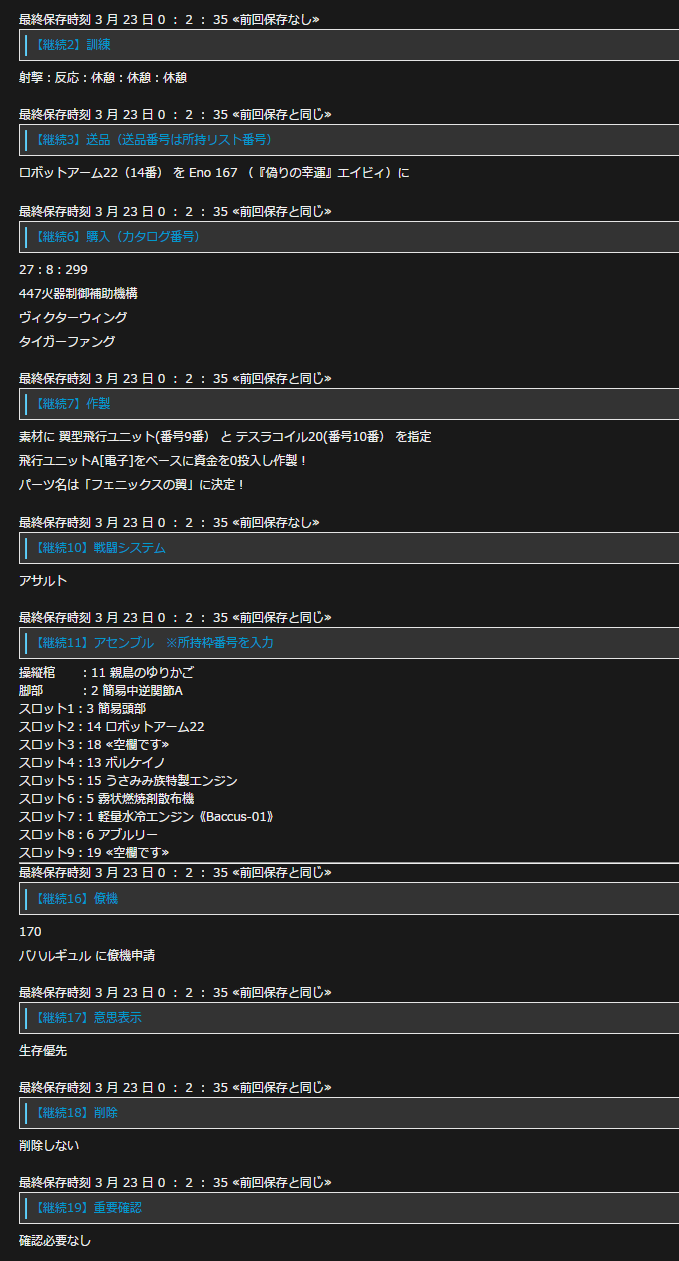 最終保存時刻 3 月 23 日 0 ： 2 ： 35 ≪前回保存なし≫
【継続2】訓練
射撃：反応：休憩：休憩：休憩
最終保存時刻 3 月 23 日 0 ： 2 ： 35 ≪前回保存と同じ≫
【継続3】送品（送品番号は所持リスト番号）
ロボットアーム22（14番） を Eno 167 （『偽りの幸運』エイビィ）に
最終保存時刻 3 月 23 日 0 ： 2 ： 35 ≪前回保存と同じ≫
【継続6】購入（カタログ番号）
27：8：299
447火器制御補助機構
ヴィクターウィング
タイガーファング
最終保存時刻 3 月 23 日 0 ： 2 ： 35 ≪前回保存と同じ≫
【継続7】作製
素材に 翼型飛行ユニット(番号9番） と テスラコイル20(番号10番） を指定
飛行ユニットA[電子]をベースに資金を0投入し作製！
パーツ名は「フェニックスの翼」に決定！
最終保存時刻 3 月 23 日 0 ： 2 ： 35 ≪前回保存なし≫
【継続10】戦闘システム
アサルト
最終保存時刻 3 月 23 日 0 ： 2 ： 35 ≪前回保存と同じ≫
【継続11】アセンブル　※所持枠番号を入力
操縦棺　　：11 親鳥のゆりかご
脚部　　　：2 簡易中逆関節A
スロット1：3 簡易頭部
スロット2：14 ロボットアーム22
スロット3：18 ≪空欄です≫
スロット4：13 ボルケイノ
スロット5：15 うさみみ族特製エンジン
スロット6：5 霧状燃焼剤散布機
スロット7：1 軽量水冷エンジン《Baccus-01》
スロット8：6 アブルリー
スロット9：19 ≪空欄です≫
最終保存時刻 3 月 23 日 0 ： 2 ： 35 ≪前回保存と同じ≫
【継続16】僚機
170
バハルギュル に僚機申請
最終保存時刻 3 月 23 日 0 ： 2 ： 35 ≪前回保存と同じ≫
【継続17】意思表示
生存優先
最終保存時刻 3 月 23 日 0 ： 2 ： 35 ≪前回保存と同じ≫
【継続18】削除
削除しない
最終保存時刻 3 月 23 日 0 ： 2 ： 35 ≪前回保存と同じ≫
【継続19】重要確認
確認必要なし